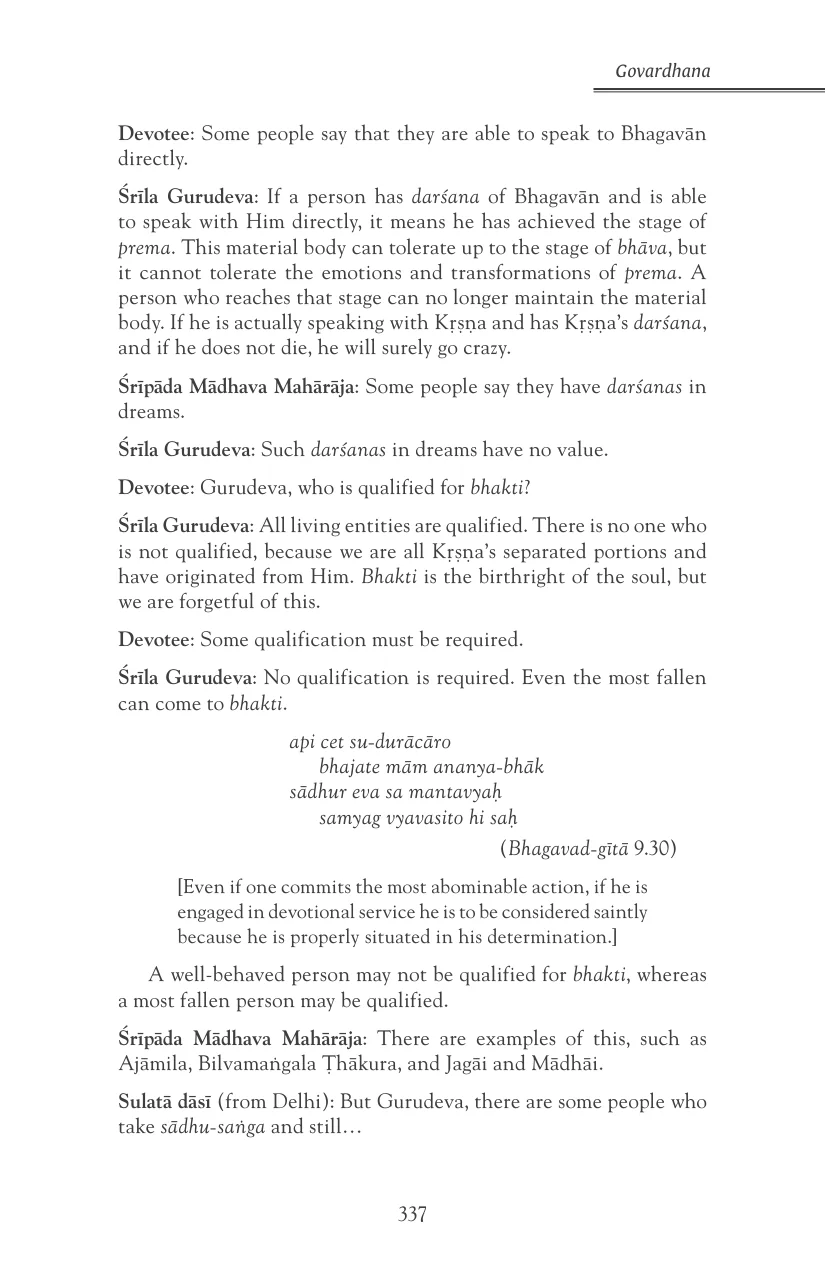 Govardhana
Devotee: Some people say that they are able to speak to Bhagavān
directly.
Śrīla Gurudeva: If a person has darśana of Bhagavān and is able
to speak with Him directly, it means he has achieved the stage of
prema. This material body can tolerate up to the stage of bhāva, but
it cannot tolerate the emotions and transformations of prema. A
person who reaches that stage can no longer maintain the material
body. If he is actually speaking with Kṛṣṇa and has Kṛṣṇa’s darśana,
and if he does not die, he will surely go crazy.
Śrīpāda Mādhava Mahārāja: Some people say they have darśanas in
dreams.
Śrīla Gurudeva: Such darśanas in dreams have no value.
Devotee: Gurudeva, who is qualified for bhakti?
Śrīla Gurudeva: All living entities are qualified. There is no one who
is not qualified, because we are all Kṛṣṇa’s separated portions and
have originated from Him. Bhakti is the birthright of the soul, but
we are forgetful of this.
Devotee: Some qualification must be required.
Śrīla Gurudeva: No qualification is required. Even the most fallen
can come to bhakti.
api cet su-durācāro
bhajate mām ananya-bhāk
sādhur eva sa mantavyaḥ
samyag vyavasito hi saḥ
(Bhagavad-gītā 9.30)
[Even if one commits the most abominable action, if he is
engaged in devotional service he is to be considered saintly
because he is properly situated in his determination.]
A well-behaved person may not be qualified for bhakti, whereas
a most fallen person may be qualified.
Śrīpāda Mādhava Mahārāja: There are examples of this, such as
Ajāmila, Bilvamaṅgala Ṭhākura, and Jagāi and Mādhāi.
Sulatā dāsī (from Delhi): But Gurudeva, there are some people who
take sādhu-saṅga and still…
337